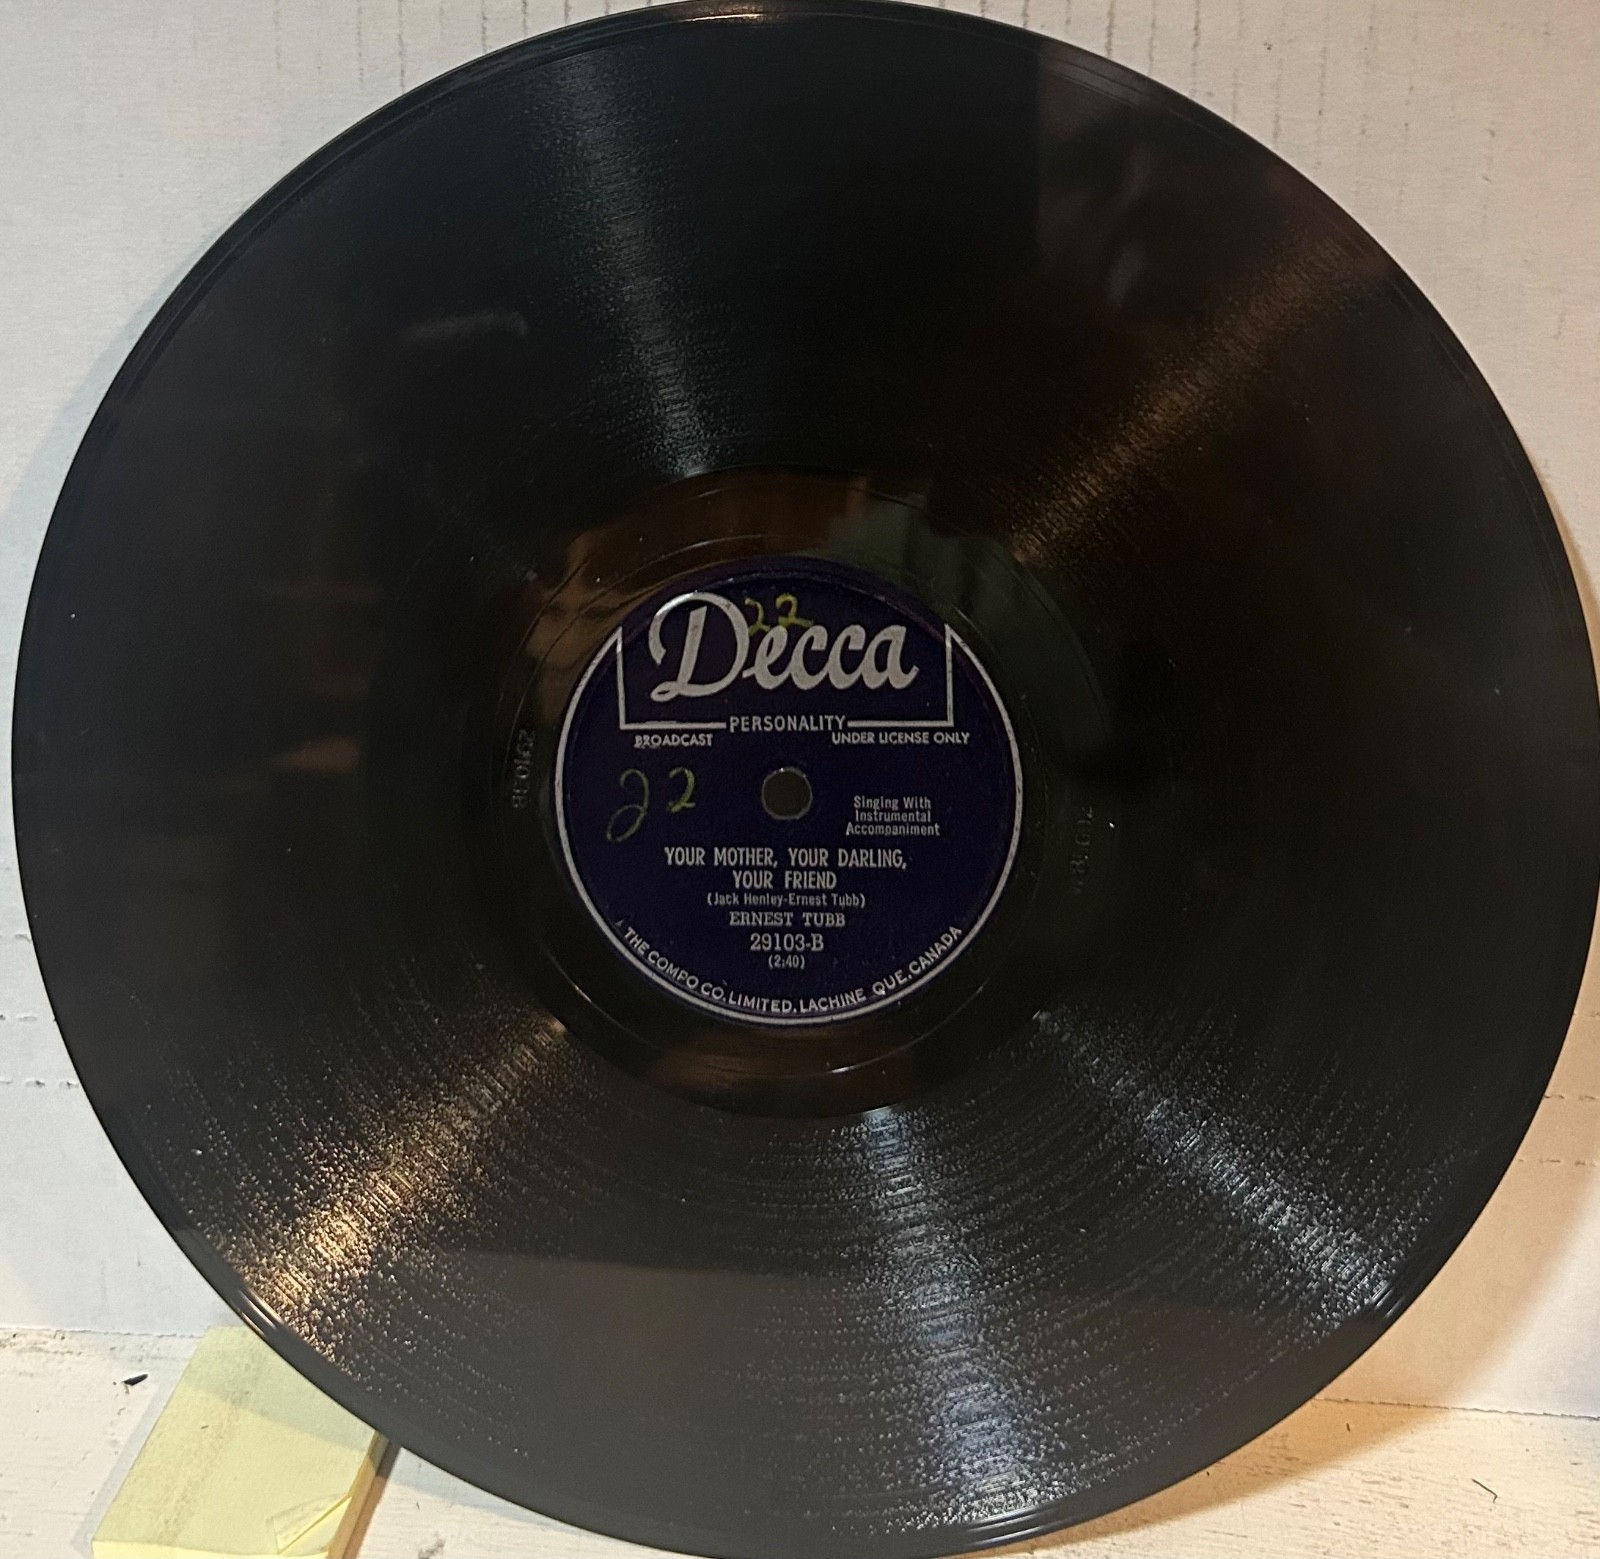 22
Decca
PERSONALITY
BROADCAST UNDER LICENSE ONLY
22
Singing With
Instrumental
Accompaniment
YOUR MOTHER, YOUR DARLING,
YOUR FRIEND
(Jack Henley-Ernest Tubb)
ERNEST TUBB
29103-B
(2:40)
THE COMPO CO. LIMITED, LACHINE QUE. CANADA